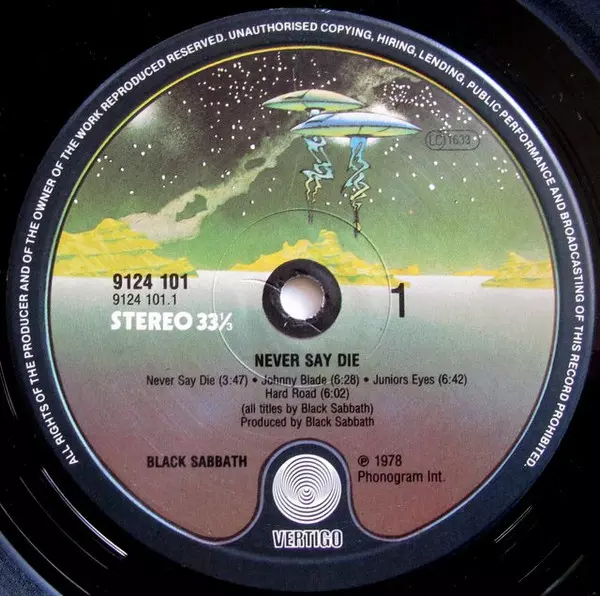 ALL RIGHTS OF THE PRODUCER AND OF THE OWNER OF THE WORK REPRODUCED RESERVED. UNAUTHORISED COPYING, HIRING, LENDING, PUBLIC PERFORMANCE AND BROADCASTING OF THIS RECORD PROHIBITED.
LC 1633
9124 101
9124 101.1
STEREO 33⅓
1
NEVER SAY DIE
Never Say Die (3:47) • Johnny Blade (6:28) • Juniors Eyes (6:42)
Hard Road (6:02)
(all titles by Black Sabbath)
Produced by Black Sabbath
BLACK SABBATH
℗ 1978
Phonogram Int.
VERTIGO